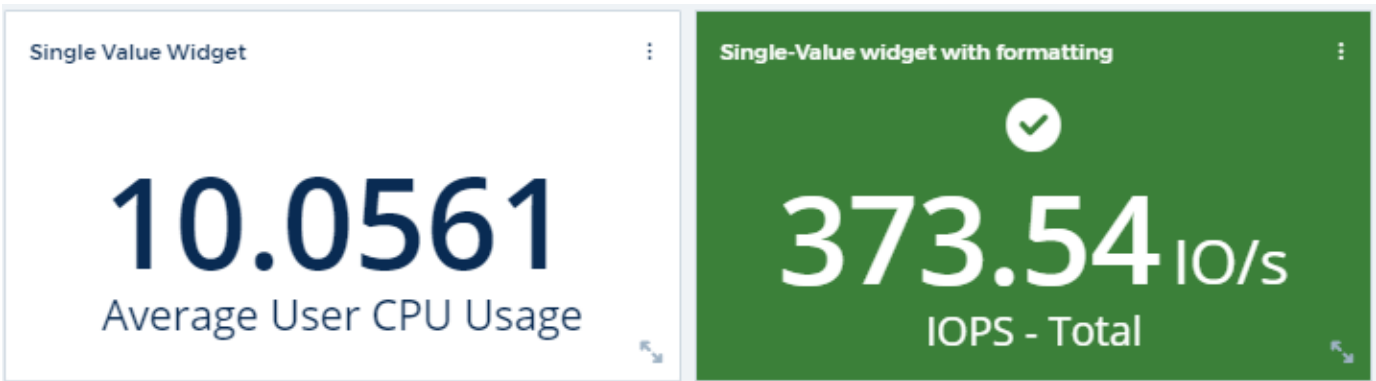 Single Value Widget
10.0561
Average User CPU Usage
Single-Value widget with formatting
373.54 IO/s
IOPS - Total